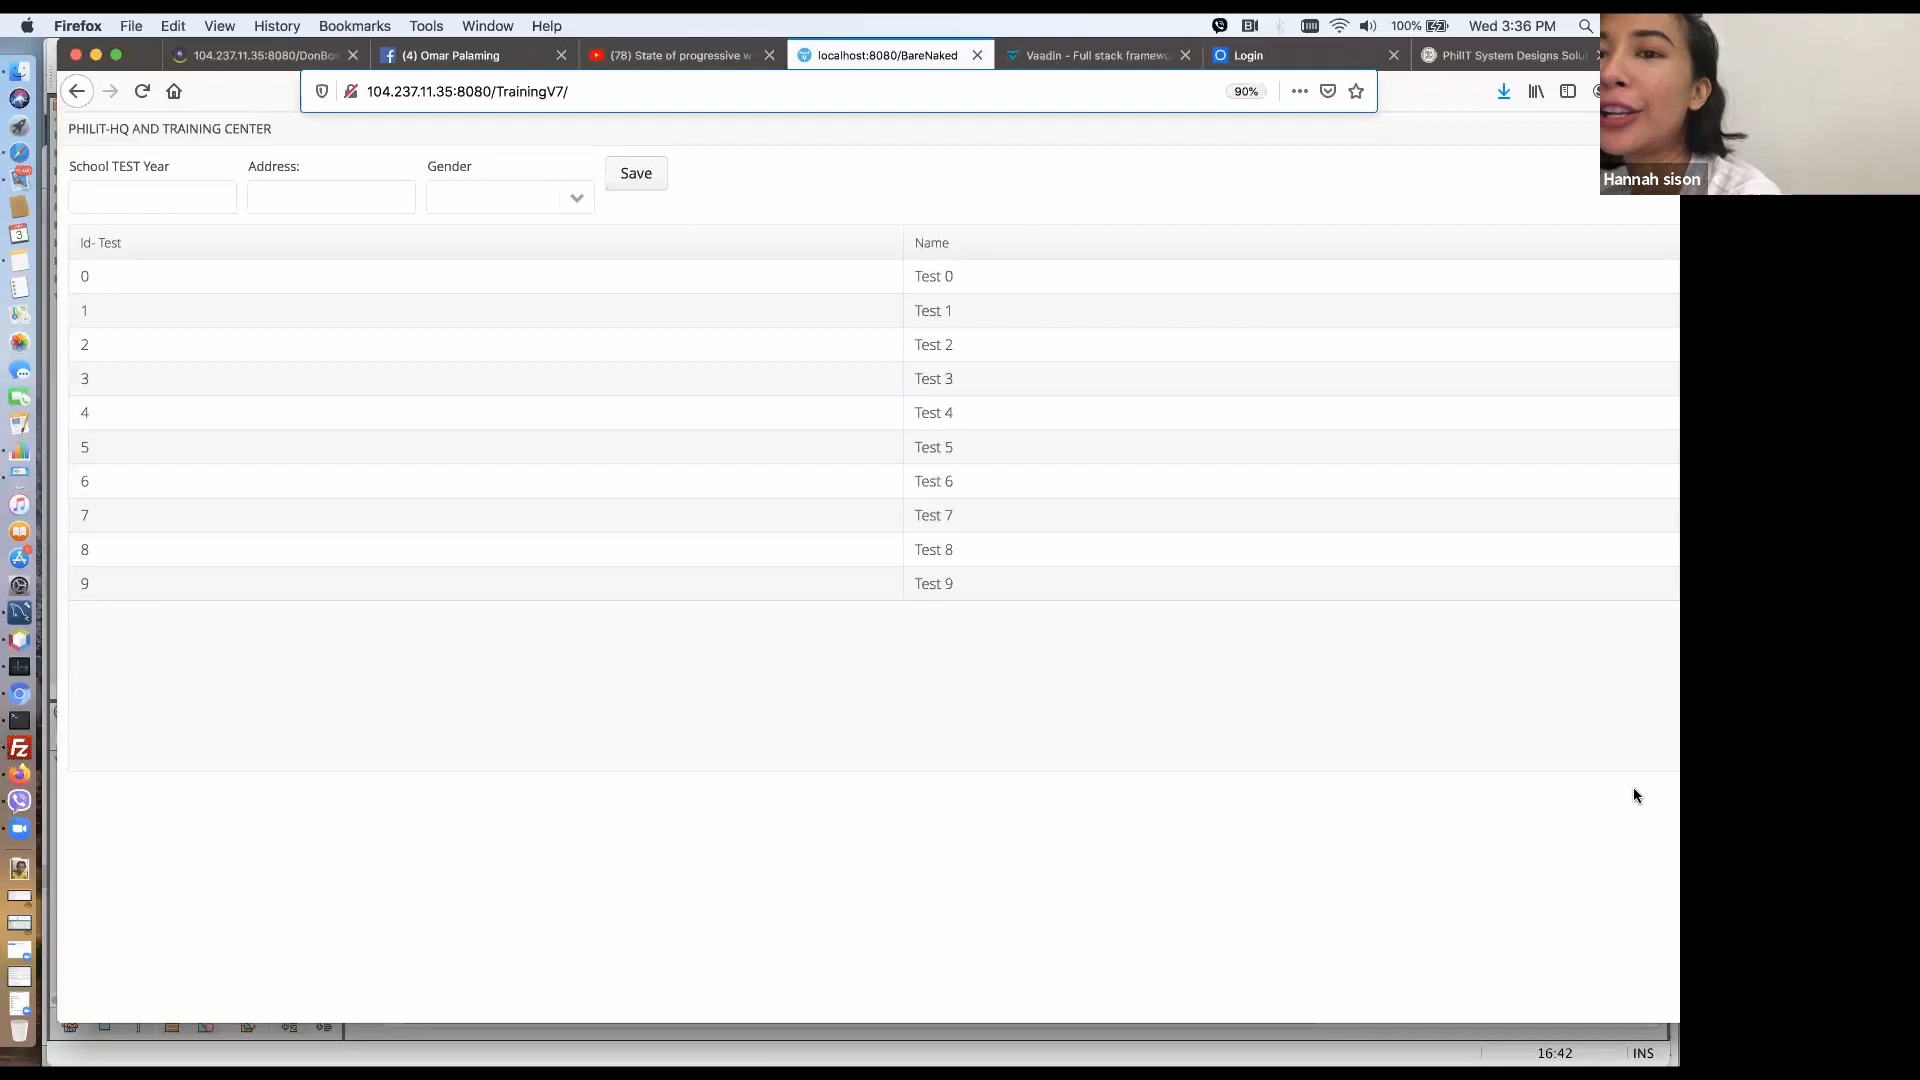 Firefox File Edit View History Bookmarks Tools Window Help 100% Wed 3:36 PM
104.237.11.35:8080/DonBos (4) Omar Palaming (78) State of progressive w localhost:8080/BareNaked Vaadin - Full stack framewo Login PhilIT System Designs Solu
104.237.11.35:8080/TrainingV7/ 90%
PHILIT-HQ AND TRAINING CENTER
School TEST Year Address: Gender Save
Hannah sison
Id- Test Name
0 Test 0
1 Test 1
2 Test 2
3 Test 3
4 Test 4
5 Test 5
6 Test 6
7 Test 7
8 Test 8
9 Test 9
16:42 INS